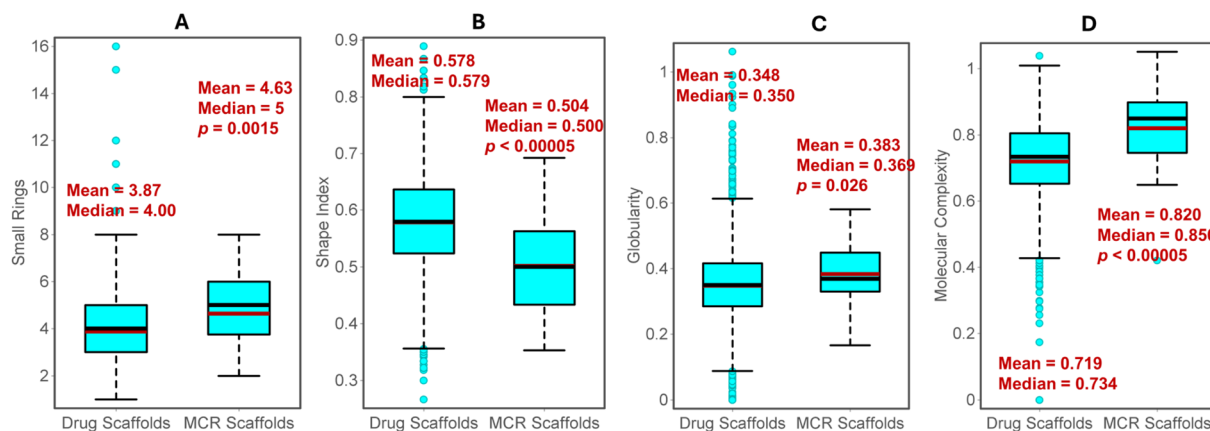 A
Small Rings
16
14
12
10
8
6
4
2
Mean = 4.63
Median = 5
p = 0.0015
Mean = 3.87
Median = 4.00
Drug Scaffolds
MCR Scaffolds
B
Shape Index
0.9
0.8
0.7
0.6
0.5
0.4
0.3
Mean = 0.578
Median = 0.579
Mean = 0.504
Median = 0.500
p < 0.00005
Drug Scaffolds
MCR Scaffolds
C
Globularity
1
0.8
0.6
0.4
0.2
0
Mean = 0.348
Median = 0.350
Mean = 0.383
Median = 0.369
p = 0.026
Drug Scaffolds
MCR Scaffolds
D
Molecular Complexity
1
0.8
0.6
0.4
0.2
0
Mean = 0.820
Median = 0.850
p < 0.00005
Mean = 0.719
Median = 0.734
Drug Scaffolds
MCR Scaffolds